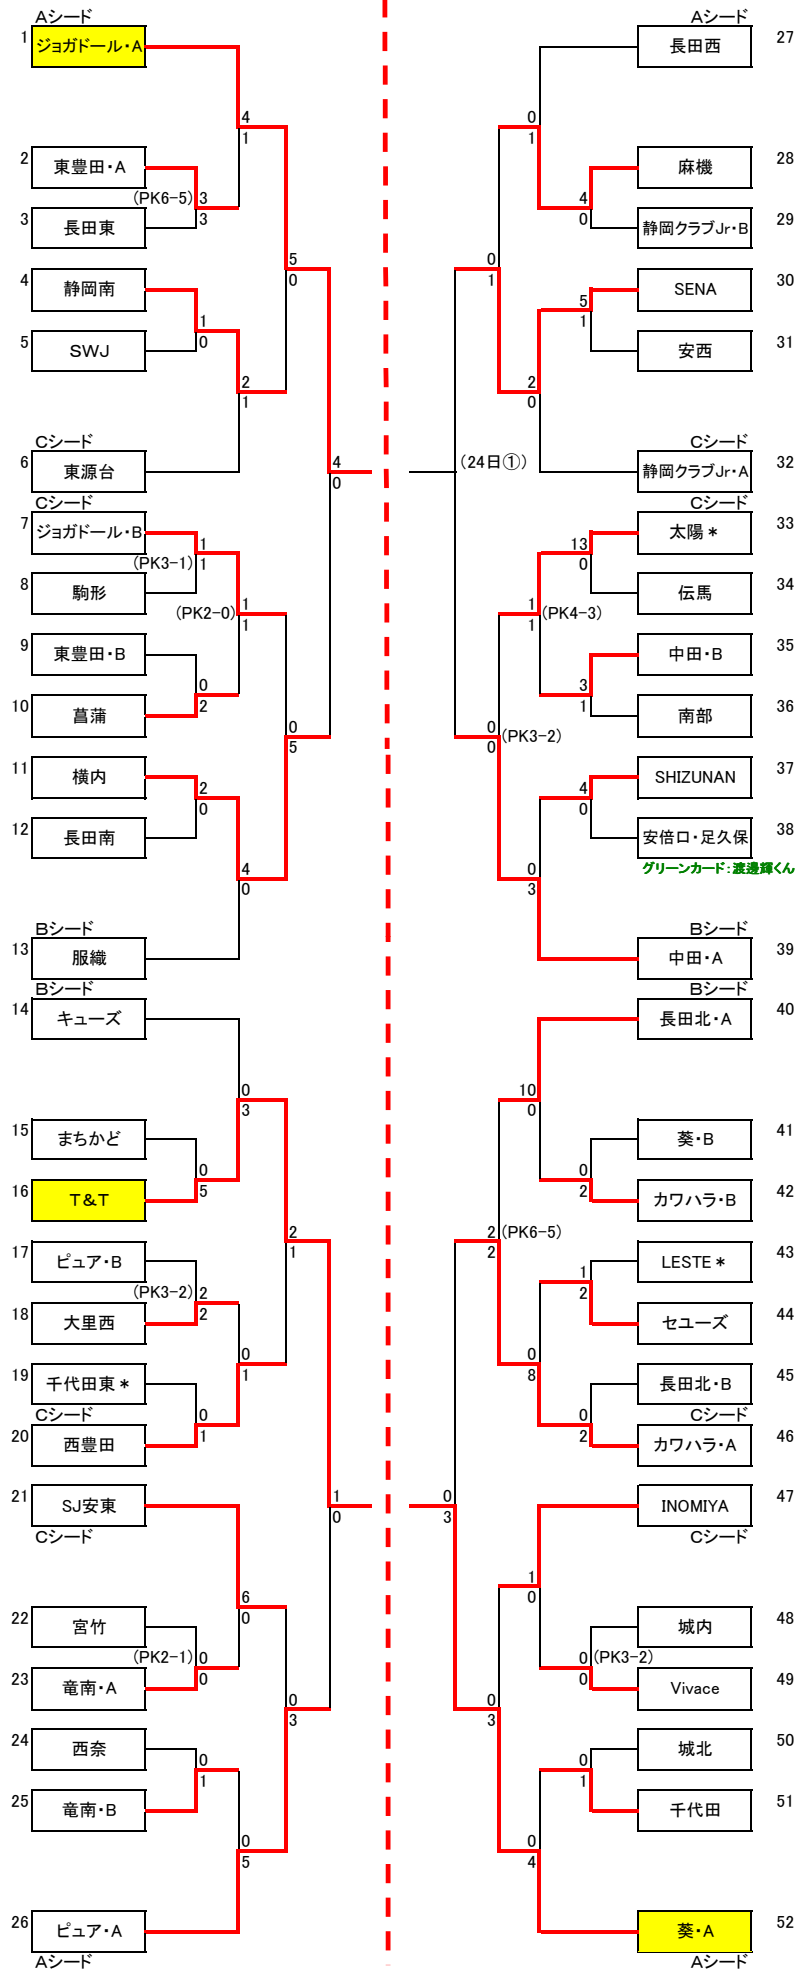 Aシード
1 ジョガドール・A
4
1
2 東豊田・A
(PK6-5) 3
3
3 長田東
5
0
4 静岡南
1
0
5 SWJ
2
1
Cシード
6 東源台
4
0
Cシード
7 ジョガドール・B
1
(PK3-1) 1
8 駒形
(PK2-0) 1
1
9 東豊田・B
0
2
10 菖蒲
0
5
11 横内
2
0
12 長田南
4
0
Bシード
13 服織
Bシード
14 キューズ
0
3
15 まちかど
0
5
16 T&T
2
1
17 ピュア・B
(PK3-2) 2
2
18 大里西
0
1
19 千代田東*
0
1
Cシード
20 西豊田
1
0
21 SJ安東
Cシード
6
0
22 宮竹
(PK2-1) 0
0
23 竜南・A
0
3
24 西奈
0
1
25 竜南・B
0
5
26 ピュア・A
Aシード
Aシード
長田西 27
0
1
麻機 28
4
0
静岡クラブJr・B 29
0
1
SENA 30
5
1
安西 31
2
0
Cシード
静岡クラブJr・A 32
(24日①)
Cシード
太陽* 33
13
0
伝馬 34
1 (PK4-3)
1
中田・B 35
3
1
南部 36
0 (PK3-2)
0
SHIZUNAN 37
4
0
安倍口・足久保 38
グリーンカード:渡邊輝くん
0
3
Bシード
中田・A 39
Bシード
長田北・A 40
10
0
葵・B 41
0
2
カワハラ・B 42
2 (PK6-5)
2
LESTE* 43
1
2
セユーズ 44
0
8
長田北・B 45
0
2
Cシード
カワハラ・A 46
0
3
INOMIYA 47
Cシード
1
0
城内 48
0 (PK3-2)
0
Vivace 49
0
3
城北 50
0
1
千代田 51
0
4
葵・A 52
Aシード